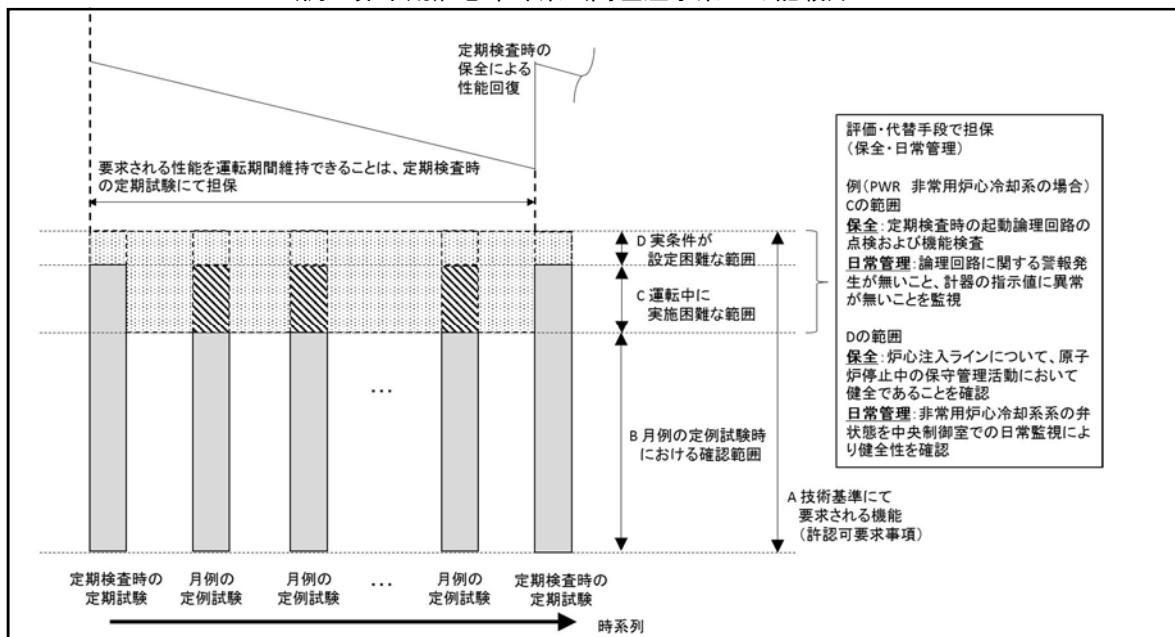 定期検査時の
保全による
性能回復
要求される性能を運転期間維持できることは、定期検査時
の定期試験にて担保
D 実条件が
設定困難な範囲
C 運転中に
実施困難な範囲
B 月例の定例試験時
における確認範囲
A 技術基準にて
要求される機能
(許認可要求事項)
評価・代替手段で担保
(保全・日常管理)
例(PWR 非常用炉心冷却系の場合)
Cの範囲
保全:定期検査時の起動論理回路の
点検および機能検査
日常管理:論理回路に関する警報発
生が無いこと、計器の指示値に異常
が無いことを監視
Dの範囲
保全:炉心注入ラインについて、原子
炉停止中の保守管理活動において
健全であることを確認
日常管理:非常用炉心冷却系系の弁
状態を中央制御室での日常監視によ
り健全性を確認
…
定期検査時の
定期試験
月例の
定例試験
月例の
定例試験
…
月例の
定例試験
定期検査時の
定期試験
時系列